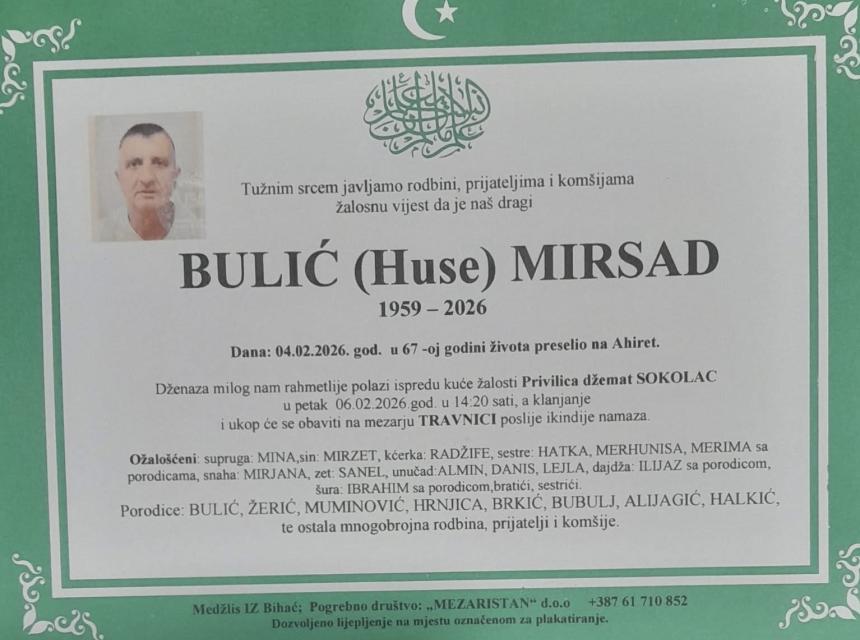 Tužnim srcem javljamo rodbini, prijateljima i komšijama
žalosnu vijest da je naš dragi
BULIĆ (Huse) MIRSAD
1959 – 2026
Dana: 04.02.2026. god. u 67 -oj godini života preselio na Ahiret.
Dženaza milog nam rahmetlije polazi ispredu kuće žalosti Privilica džemat SOKOLAC
u petak 06.02.2026.god. u 14:20 sati, a klanjanje
i ukop će se obaviti na mezarju TRAVNICI poslije ikindije namaza.
Ožalošćeni: supruga: MINA,sin: MIRZET, kćerka: RADŽIFE, sestre: HATKA, MERHUNISA, MERIMA sa
porodicama, snaha: MIRJANA, zet: SANEL, unučad:ALMIN, DANIS, LEJLA, dajdža: ILIJAZ sa porodicom,
šura: IBRAHIM sa porodicom,bratići, sestrići.
Porodice: BULIĆ, ŽERIĆ, MUMINOVIĆ, HRNJICA, BRKIĆ, BUBULJ, ALIJAGIĆ, HALKIĆ,
te ostala mnogobrojna rodbina, prijatelji i komšije.
Medžlis IZ Bihać; Pogrebno društvo: „MEZARISTAN“ d.o.o +387 61 710 852
Dozvoljeno lijepljenje na mjestu označenom za plakatiranje.